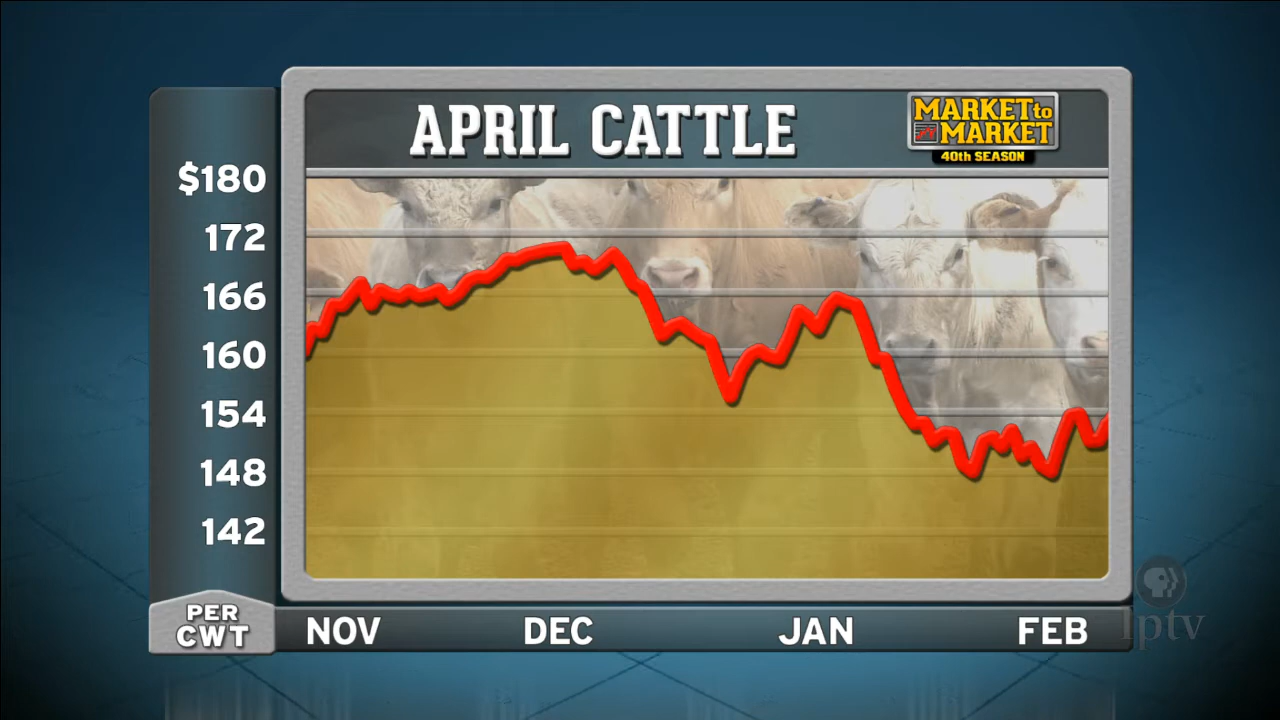 APRIL CATTLE
MARKET to
MARKET
40th SEASON
$180
172
166
160
154
148
142
PER
CWT
NOV DEC JAN FEB
iptv